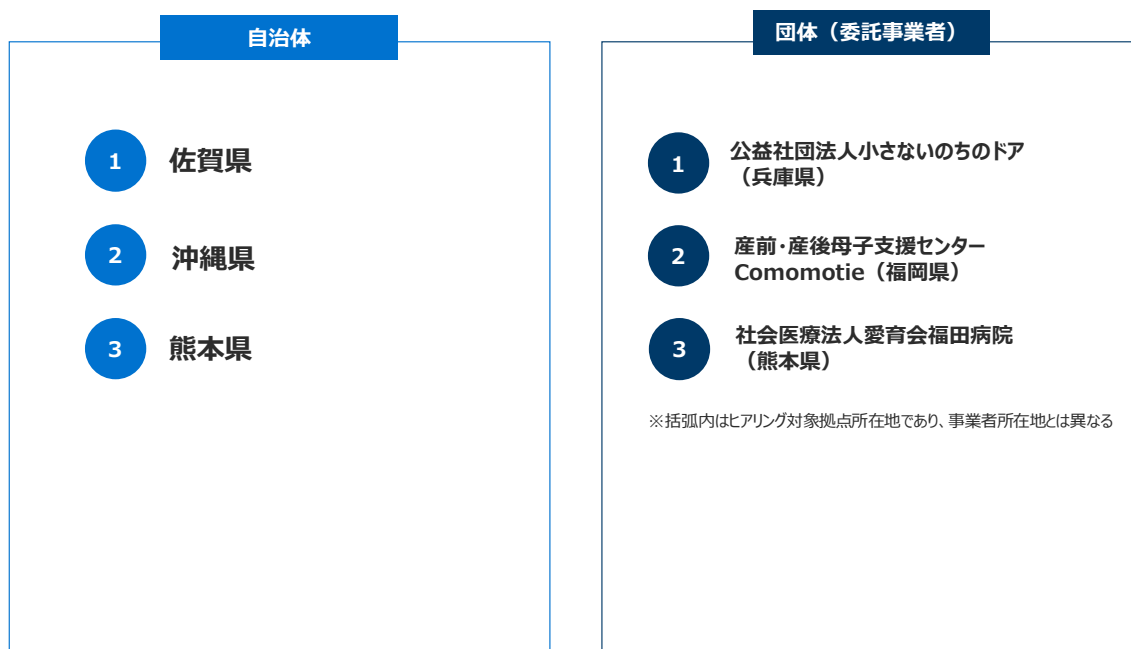 自治体
1 佐賀県
2 沖縄県
3 熊本県
団体（委託事業者）
1 公益社団法人小さないのちのドア
（兵庫県）
2 産前・産後母子支援センター
Comomotie（福岡県）
3 社会医療法人愛育会福田病院
（熊本県）
※括弧内はヒアリング対象拠点所在地であり、事業者所在地とは異なる